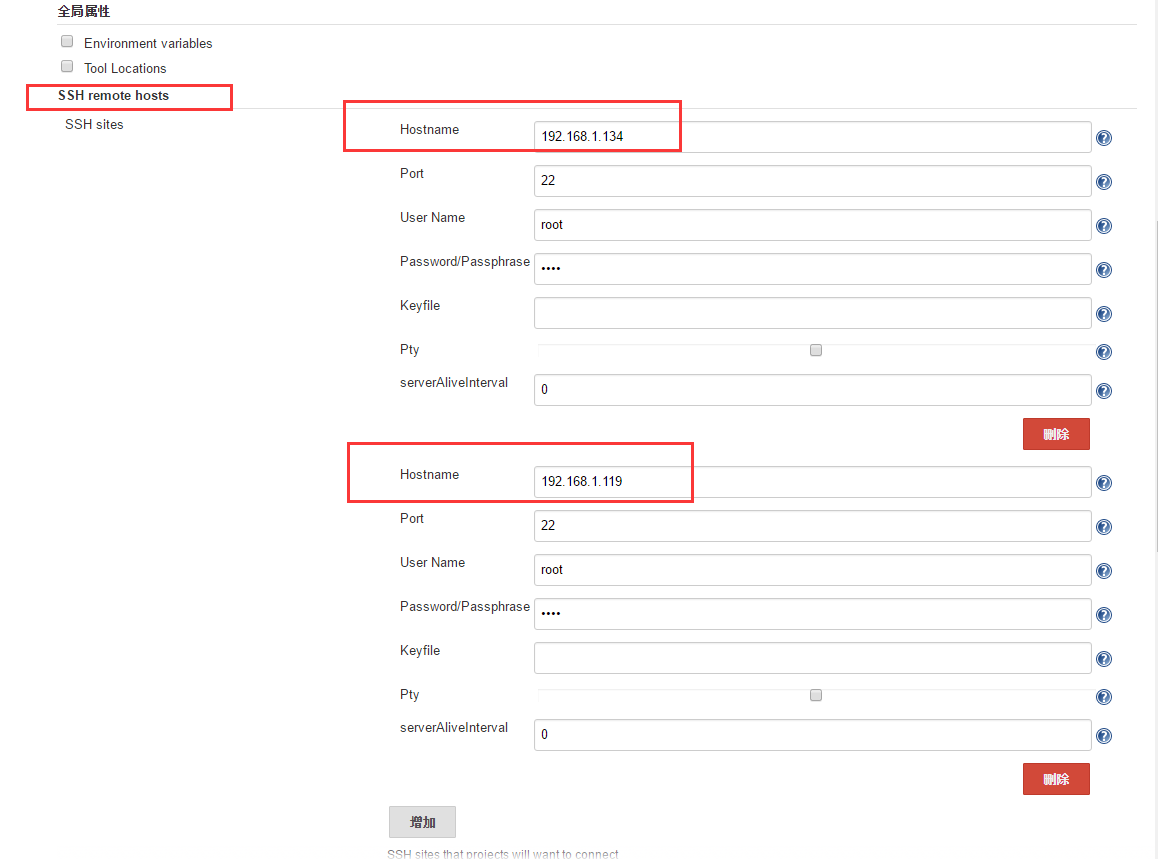 全局属性
Environment variables
Tool Locations
SSH remote hosts
SSH sites
Hostname 192.168.1.134
Port 22
User Name root
Password/Passphrase ••••
Keyfile
Pty
serverAliveInterval 0
删除
Hostname 192.168.1.119
Port 22
User Name root
Password/Passphrase ••••
Keyfile
Pty
serverAliveInterval 0
删除
增加
SSH sites that projects will want to connect